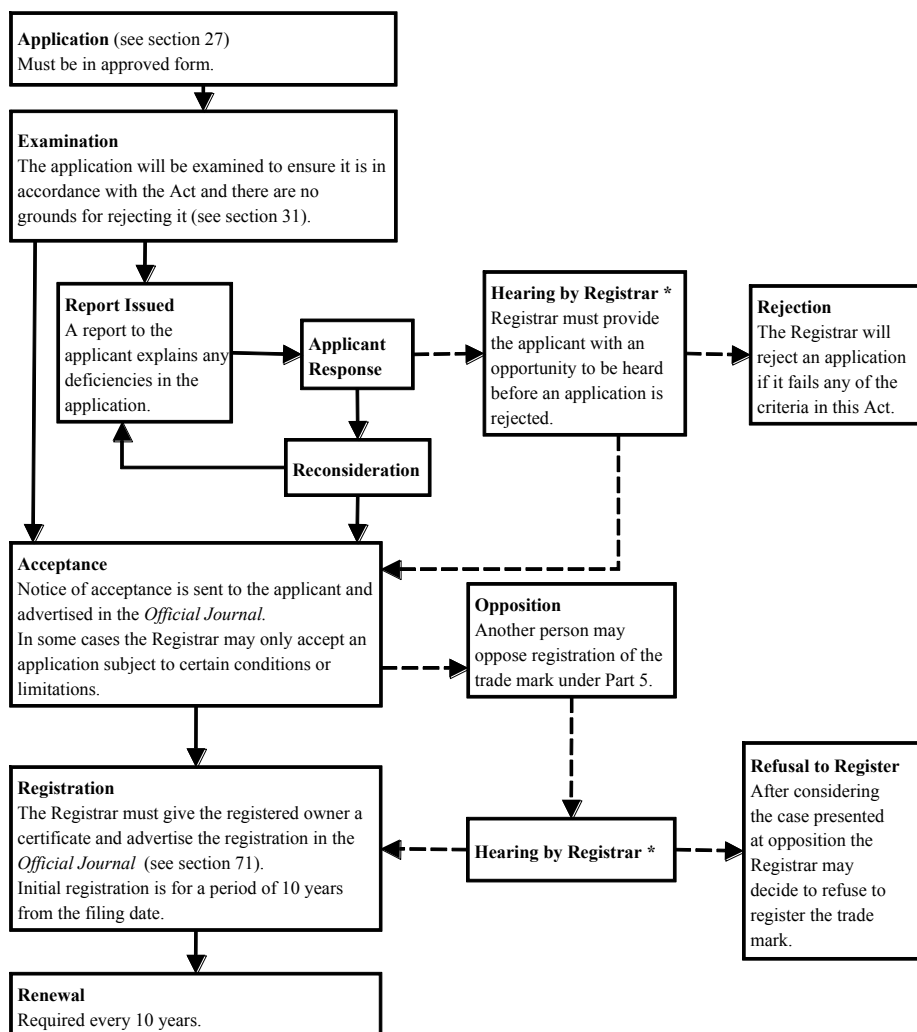 Application (see section 27)
Must be in approved form.
Examination
The application will be examined to ensure it is in
accordance with the Act and there are no
grounds for rejecting it (see section 31).
Report Issued
A report to the
applicant explains any
deficiencies in the
application.
Applicant
Response
Hearing by Registrar *
Registrar must provide
the applicant with an
opportunity to be heard
before an application is
rejected.
Rejection
The Registrar will
reject an application
if it fails any of the
criteria in this Act.
Reconsideration
Acceptance
Notice of acceptance is sent to the applicant and
advertised in the Official Journal.
In some cases the Registrar may only accept an
application subject to certain conditions or
limitations.
Opposition
Another person may
oppose registration of the
trade mark under Part 5.
Registration
The Registrar must give the registered owner a
certificate and advertise the registration in the
Official Journal (see section 71).
Initial registration is for a period of 10 years
from the filing date.
Hearing by Registrar *
Refusal to Register
After considering
the case presented
at opposition the
Registrar may
decide to refuse to
register the trade
mark.
Renewal
Required every 10 years.